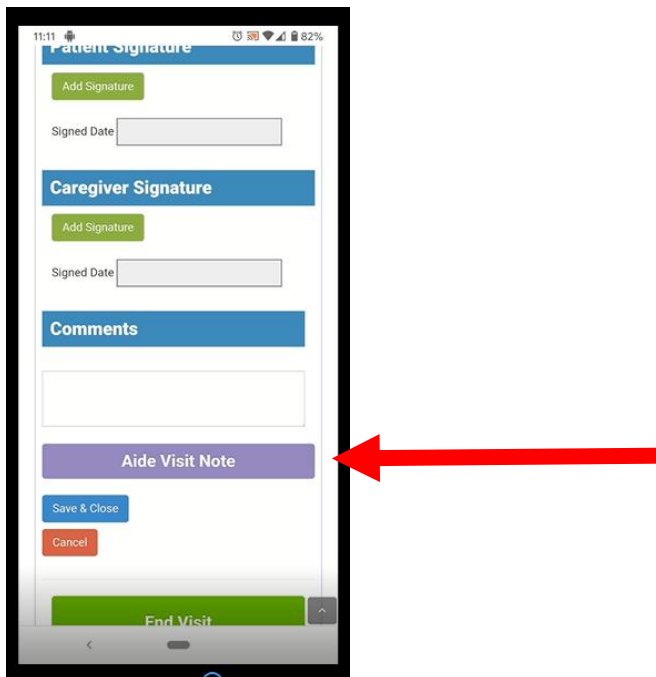 11:11 82%
Patient Signature
Add Signature
Signed Date
Caregiver Signature
Add Signature
Signed Date
Comments
Aide Visit Note
Save & Close
Cancel
End Visit